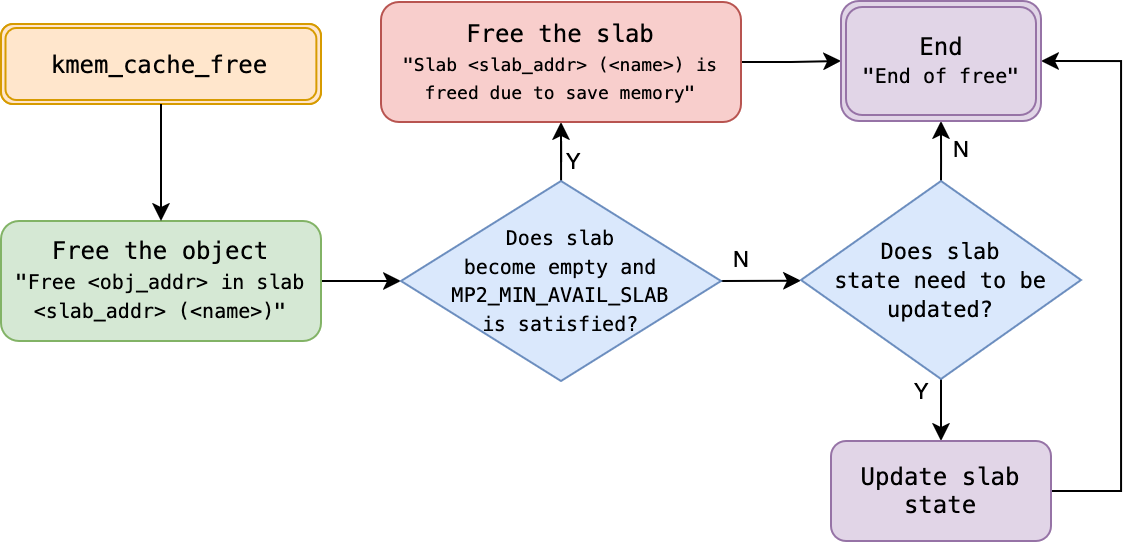 kmem_cache_free
Free the object
"Free <obj_addr> in slab
<slab_addr> (<name>)"
Does slab
become empty and
MP2_MIN_AVAIL_SLAB
is satisfied?
Y
Free the slab
"Slab <slab_addr> (<name>) is
freed due to save memory"
N
Does slab
state need to be
updated?
N
End
"End of free"
Y
Update slab
state